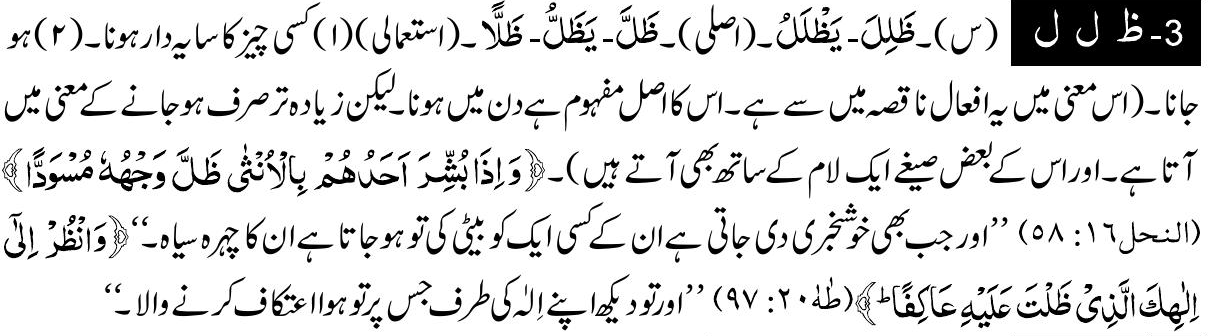 3- ظ ل ل (س)۔ ظَلِلَ۔ یَظْلَلُ۔ (اصلی)۔ ظَلَّ۔ یَظَلُّ۔ ظَلًّا۔ (استعمالی) (۱) کسی چیز کا سایہ دار ہونا۔ (۲) ہو
جانا۔ (اس معنی میں یہ افعال ناقصہ میں سے ہے۔ اس کا اصل مفہوم ہے دن میں ہونا۔ لیکن زیادہ تر صرف ہو جانے کے معنی میں
آتا ہے۔ اور اس کے بعض صیغے ایک لام کے ساتھ بھی آتے ہیں)۔ ﴿وَاِذَا بُشِّرَ اَحَدُهُمْ بِالْاُنْثٰی ظَلَّ وَجْهُهٗ مُسْوَدًّا﴾
(النحل۱۶: ۵۸) ’’اور جب بھی خوشخبری دی جاتی ہے ان کے کسی ایک کو بیٹی کی تو ہو جاتا ہے ان کا چہرہ سیاہ۔‘‘ ﴿وَانْظُرْ اِلٰٓی
اِلٰهِكَ الَّذِیْ ظَلْتَ عَلَیْهِ عَاكِفًا ؕ﴾ (طٰهٰ۲۰: ۹۷) ’’اور تو دیکھ اپنے اِلٰہ کی طرف جس پر تو ہوا اعتکاف کرنے والا۔‘‘